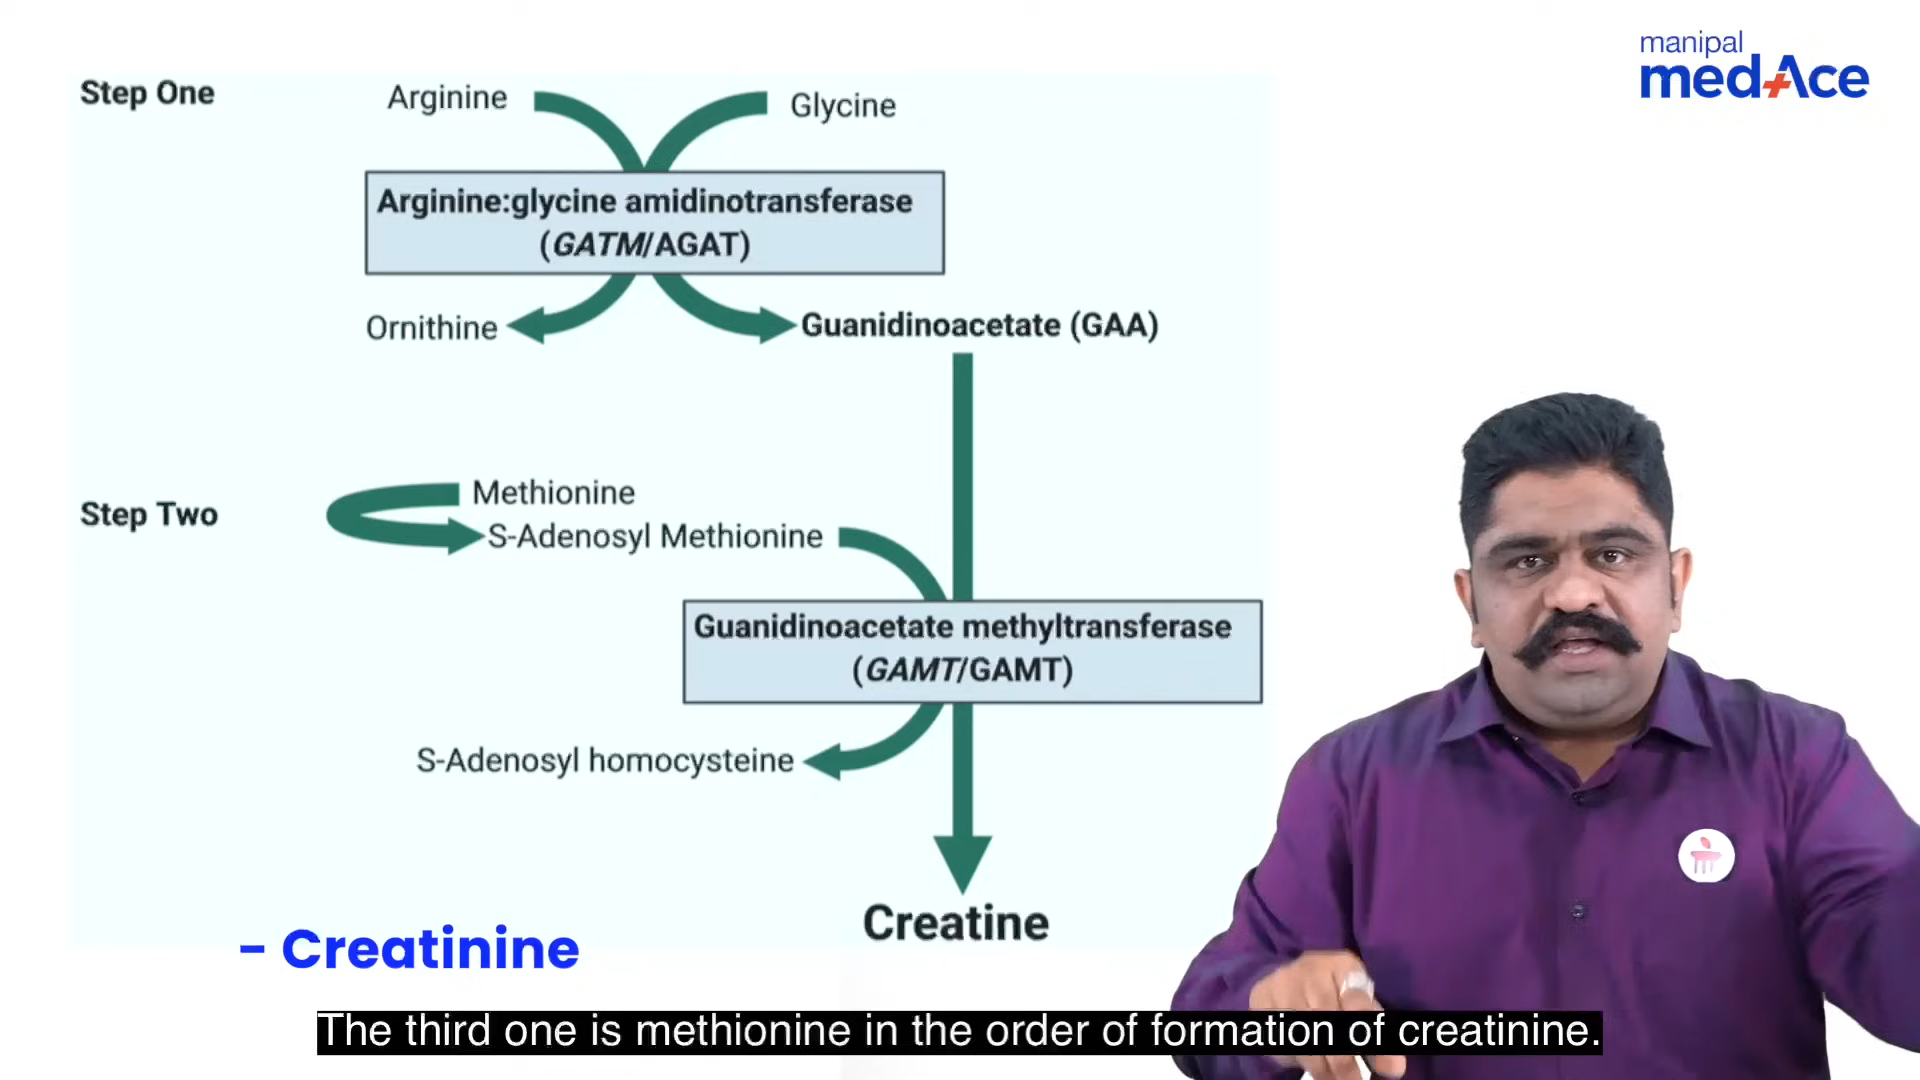 manipal
medAce
Step One
Arginine
Glycine
Arginine:glycine amidinotransferase
(GATM/AGAT)
Ornithine
Guanidinoacetate (GAA)
Step Two
Methionine
S-Adenosyl Methionine
Guanidinoacetate methyltransferase
(GAMT/GAMT)
S-Adenosyl homocysteine
Creatine
- Creatinine
The third one is methionine in the order of formation of creatinine.